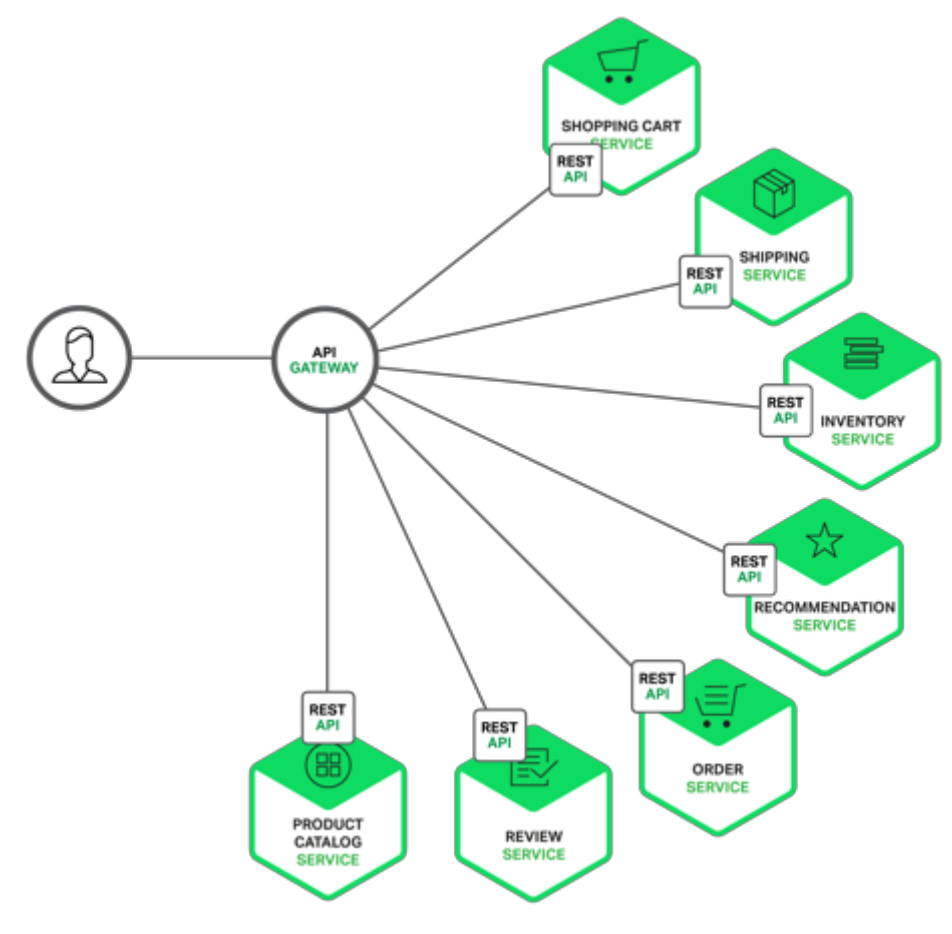 SHOPPING CART
SERVICE
REST
API
SHIPPING
SERVICE
REST
API
API
GATEWAY
INVENTORY
SERVICE
REST
API
RECOMMENDATION
SERVICE
REST
API
ORDER
SERVICE
REST
API
REVIEW
SERVICE
REST
API
PRODUCT
CATALOG
SERVICE
REST
API